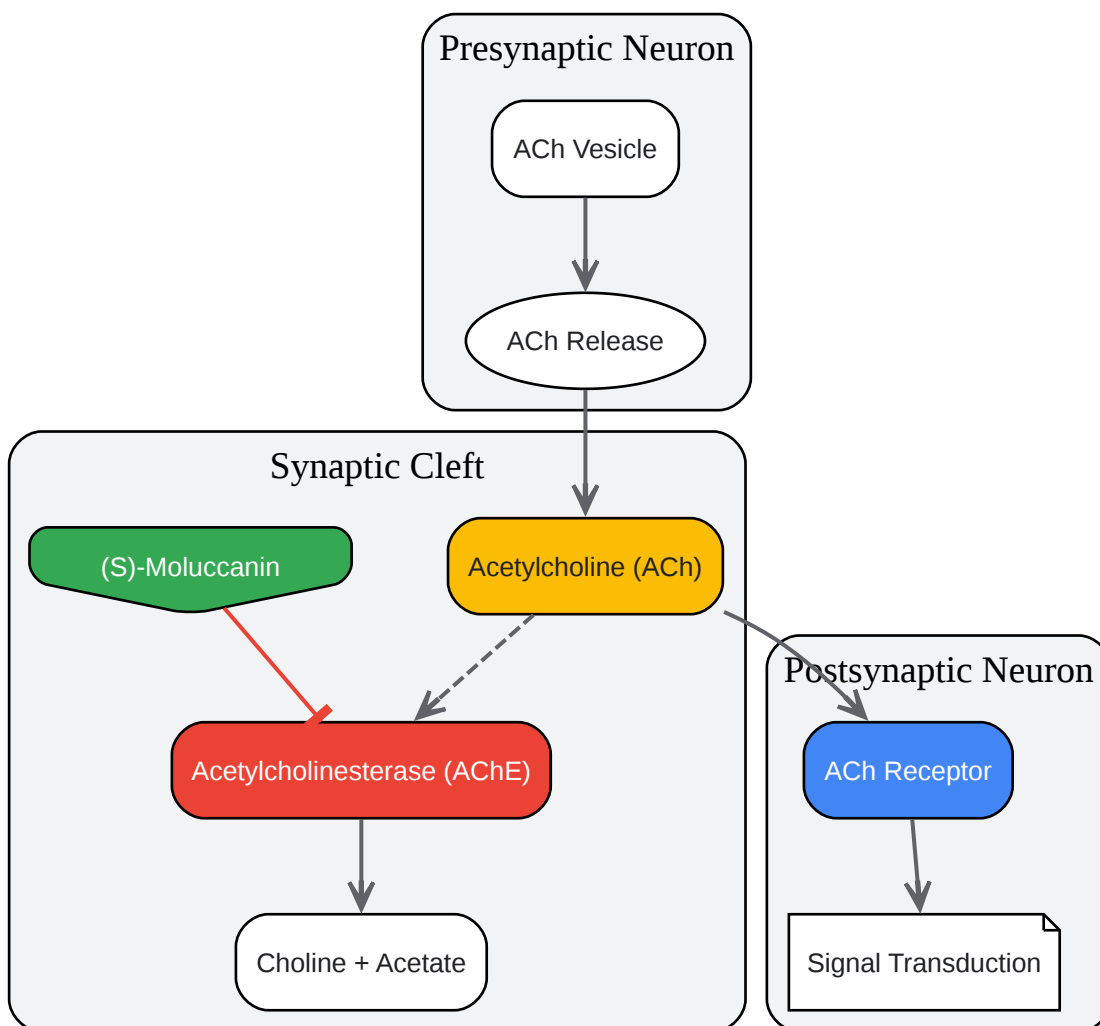 Presynaptic Neuron
ACh Vesicle
ACh Release
Synaptic Cleft
(S)-Moluccanin
Acetylcholine (ACh)
Postsynaptic Neuron
Acetylcholinesterase (AChE)
ACh Receptor
Choline + Acetate
Signal Transduction